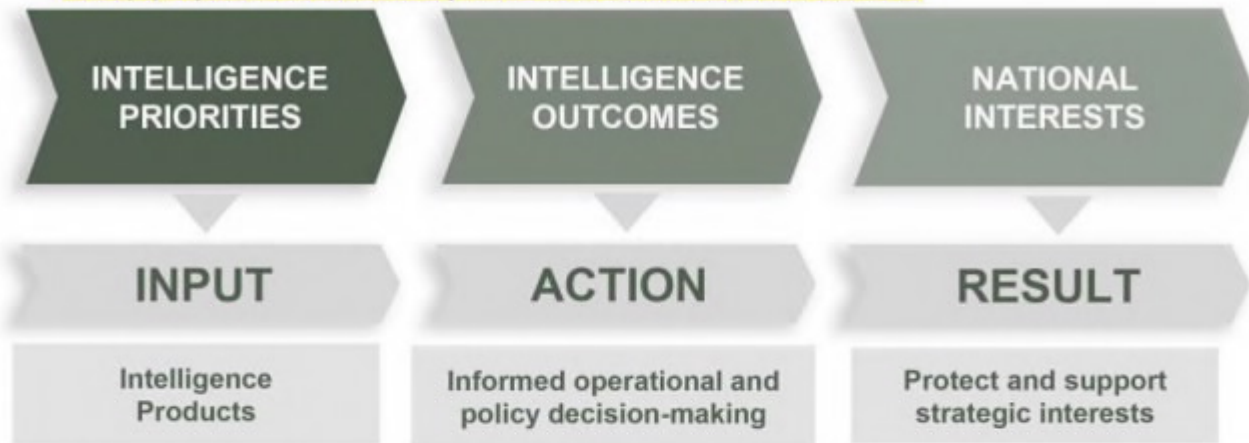 INTELLIGENCE
PRIORITIES
INTELLIGENCE
OUTCOMES
NATIONAL
INTERESTS
INPUT
ACTION
RESULT
Intelligence
Products
Informed operational and
policy decision-making
Protect and support
strategic interests